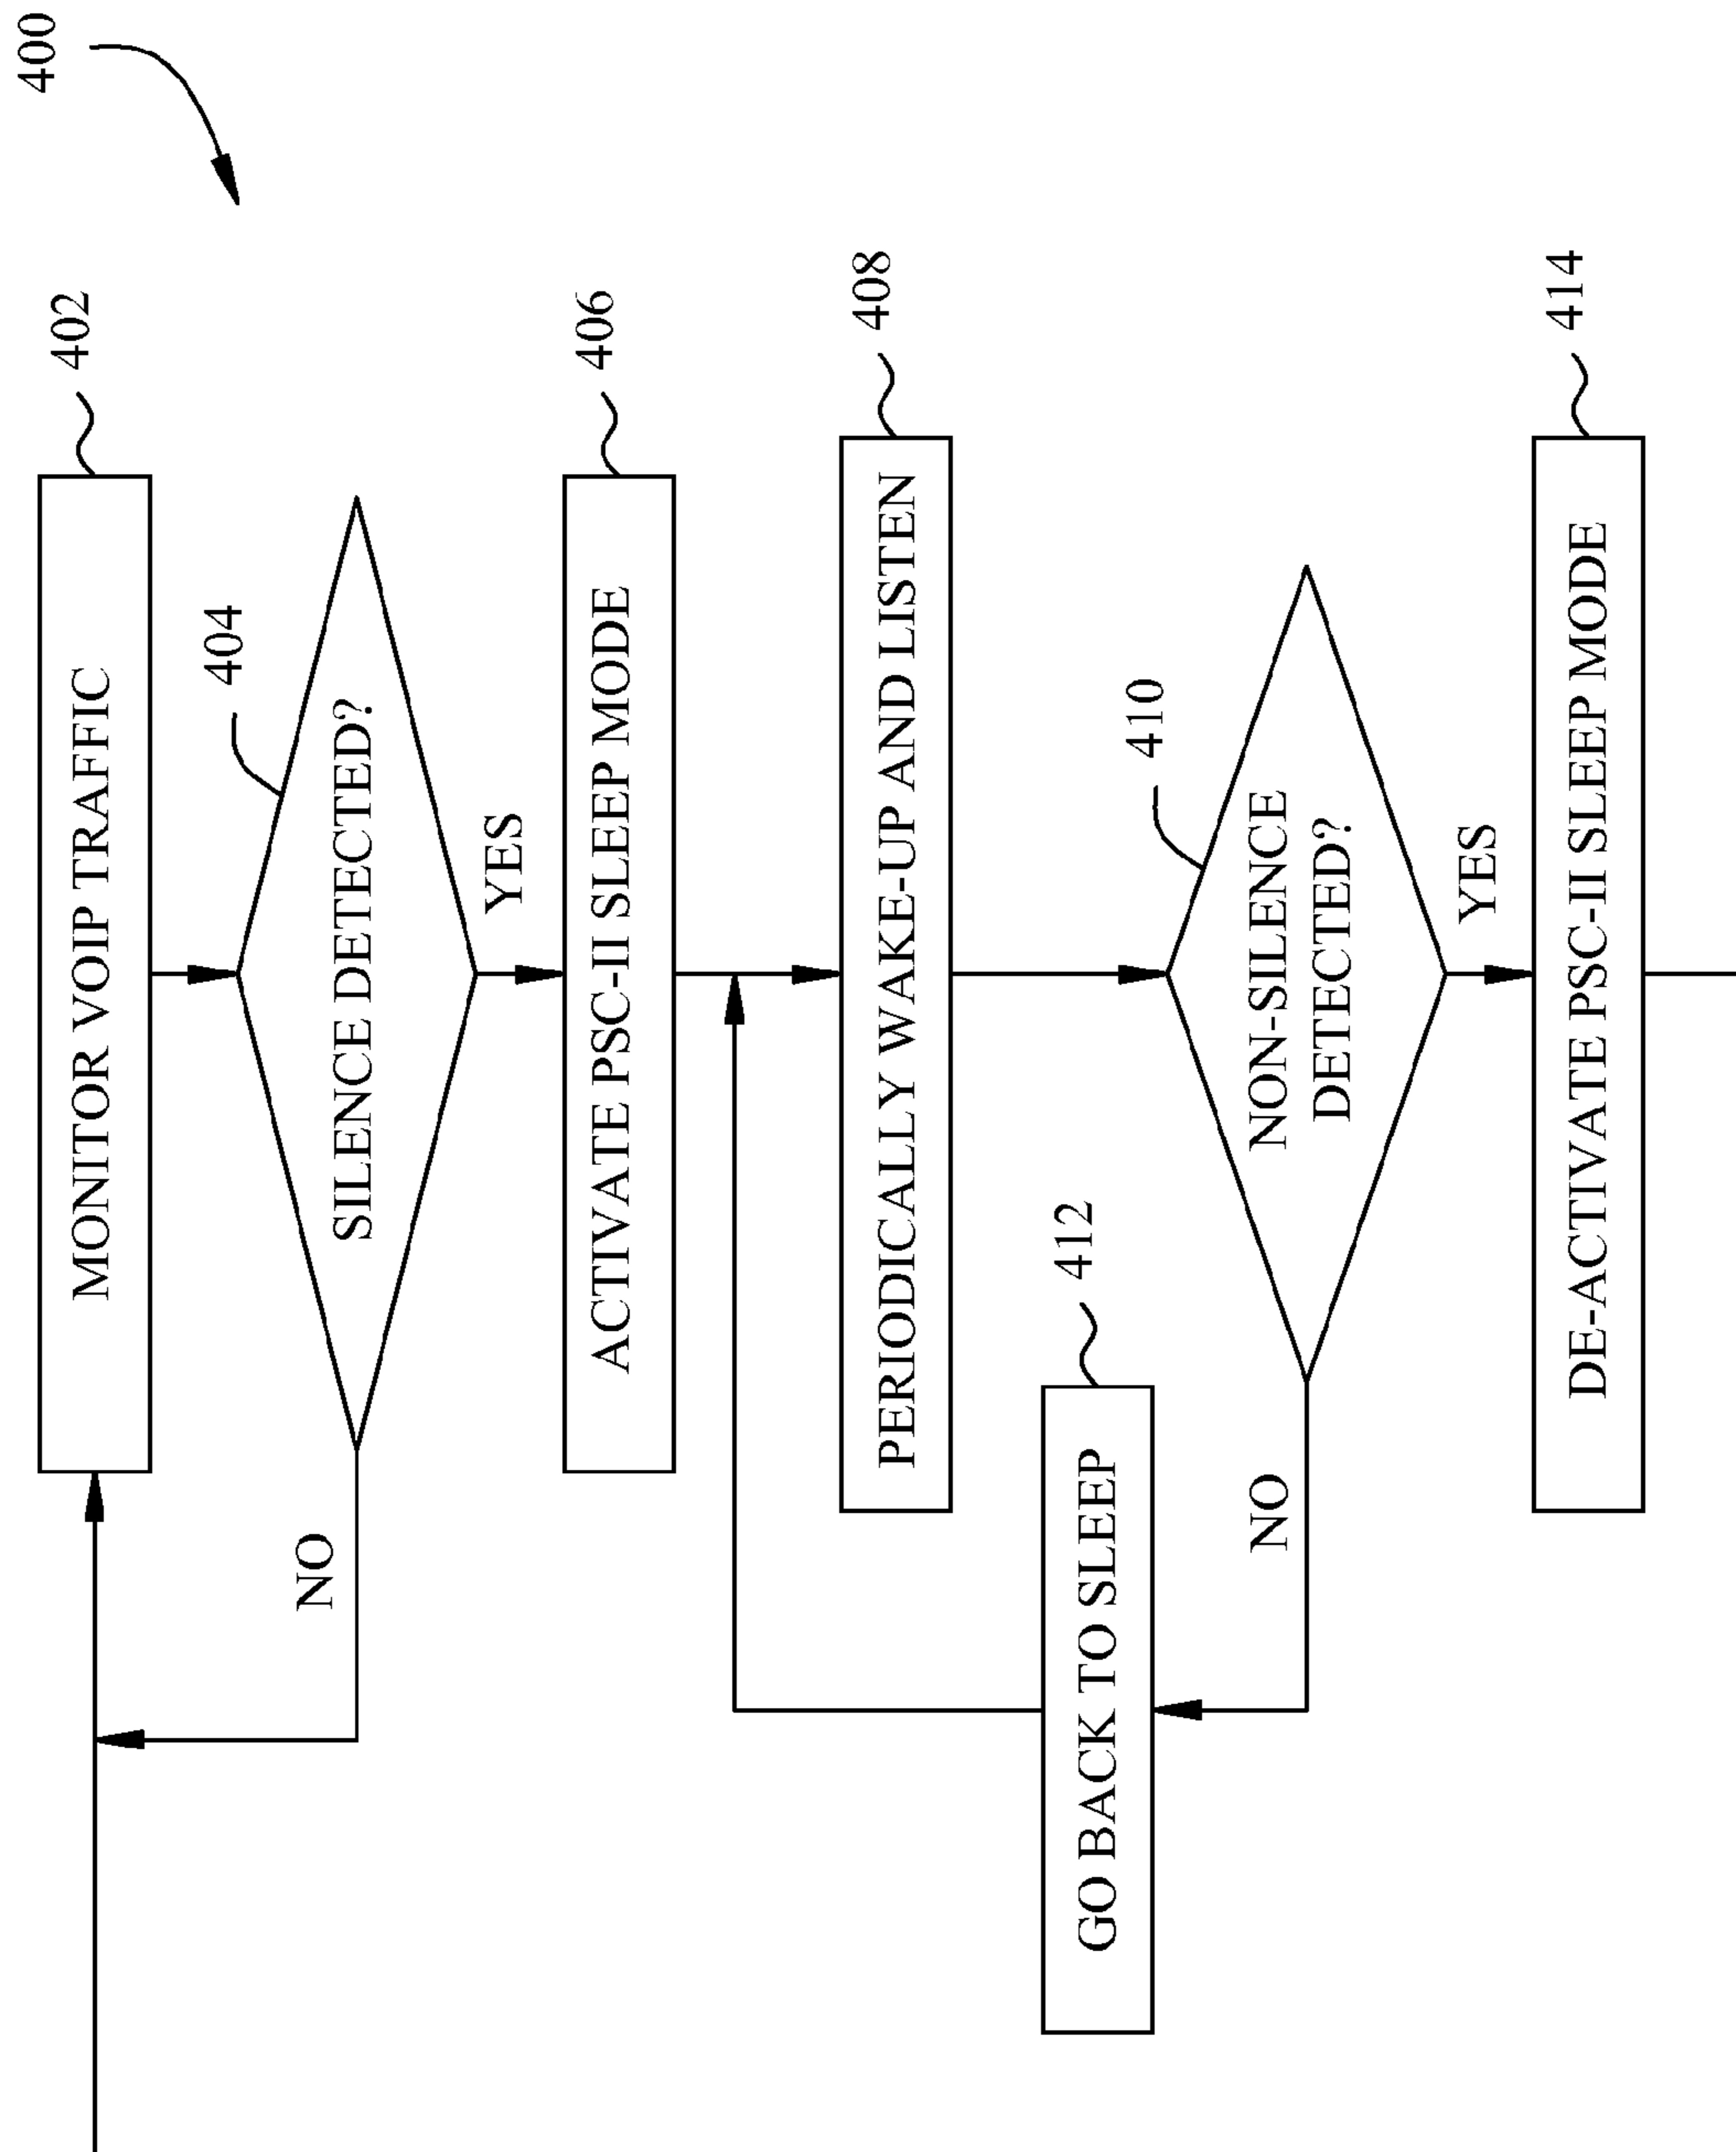 400
402
MONITOR VOIP TRAFFIC
404
SILENCE DETECTED?
NO
YES
406
ACTIVATE PSC-II SLEEP MODE
408
PERIODICALLY WAKE-UP AND LISTEN
410
NON-SILENCE
DETECTED?
NO
412
GO BACK TO SLEEP
YES
414
DE-ACTIVATE PSC-II SLEEP MODE